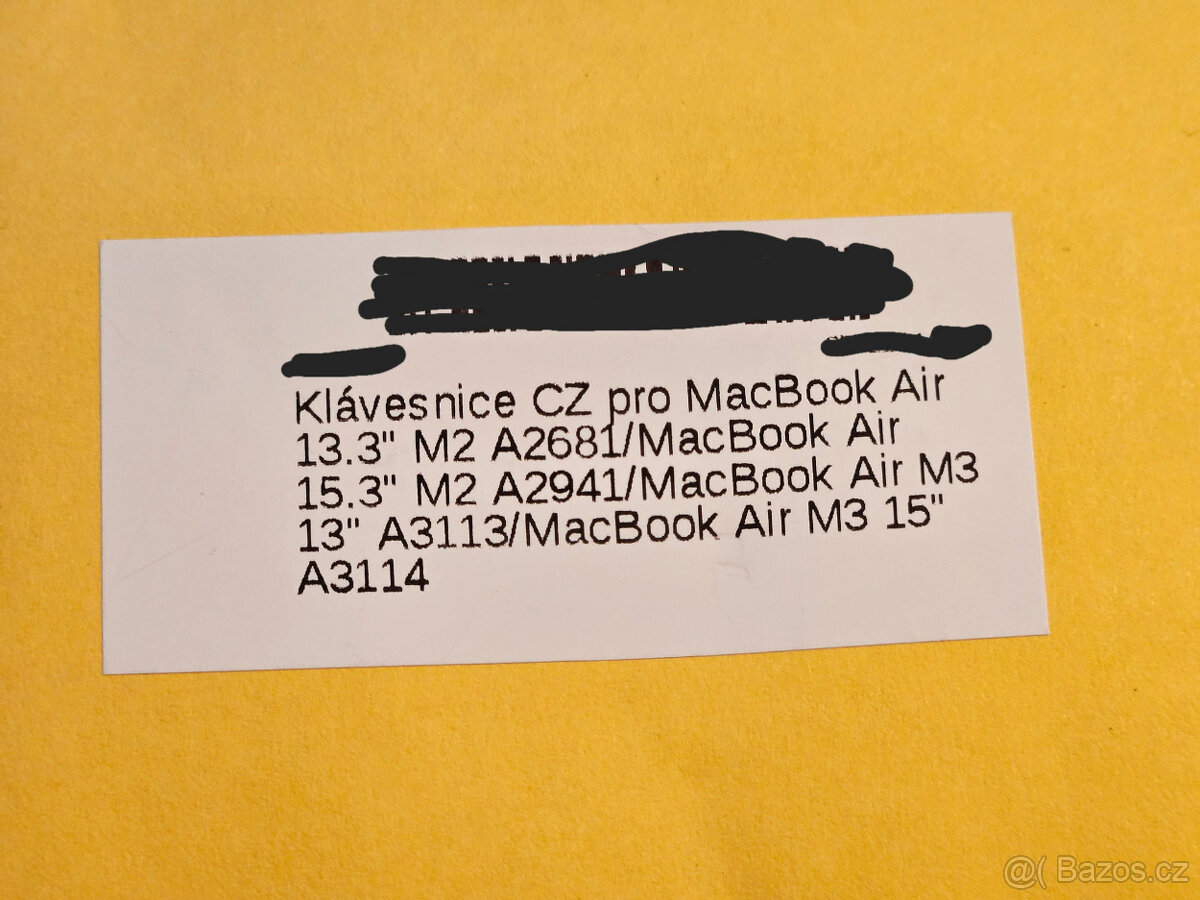 Klávesnice CZ pro MacBook Air
13.3" M2 A2681/MacBook Air
15.3" M2 A2941/MacBook Air M3
13" A3113/MacBook Air M3 15"
A3114
@( Bazos.cz